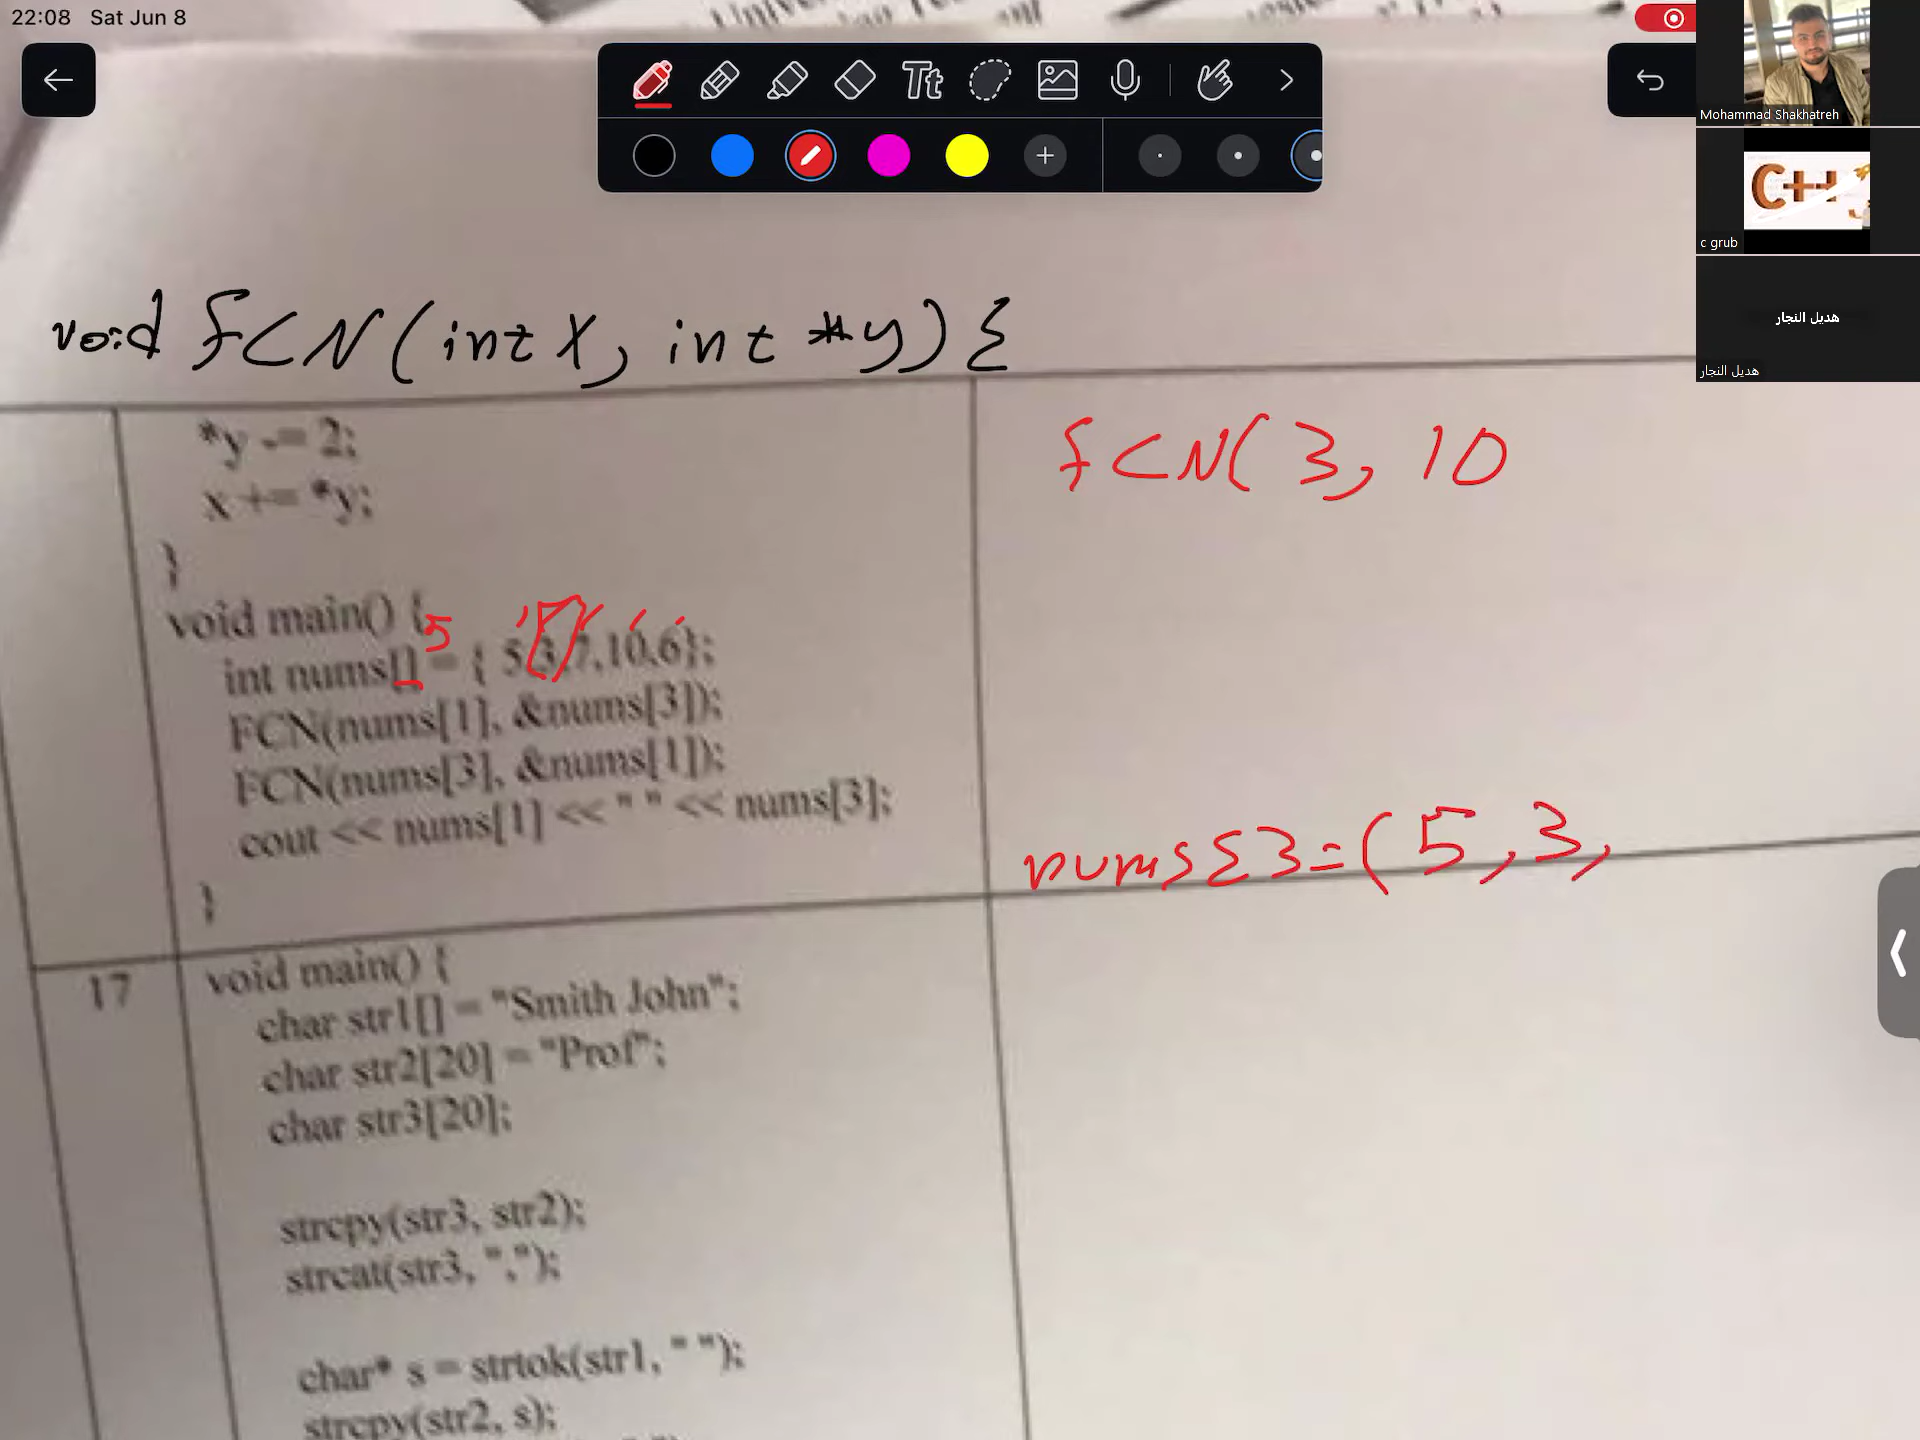 22:08 Sat Jun 8
Tt
Mohammad Shakhatreh
C++
c grub
هديل النجار
هديل النجار
void fCN(int X, int *y){
*y -= 2;
x += *y;
}
void main() {
int nums[] = { 5,3,7,10,6};
5
FCN(nums[1], &nums[3]);
FCN(nums[3], &nums[1]);
cout << nums[1] << " " << nums[3];
}
fCN(3, 10
nums[]=(5,3,
17
void main() {
char str1[] = "Smith John";
char str2[20] = "Prof";
char str3[20];
strcpy(str3, str2);
strcat(str3, ",");
char* s = strtok(str1, " ");
strcpy(str2, s);